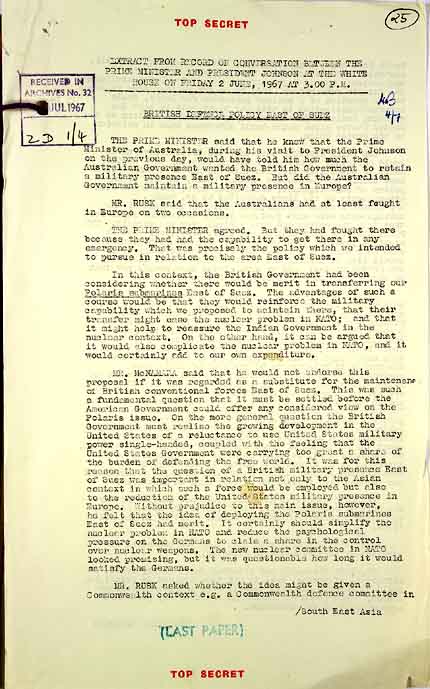 TOP SECRET
25
EXTRACT FROM RECORD OF CONVERSATION BETWEEN THE
PRIME MINISTER AND PRESIDENT JOHNSON AT THE WHITE
HOUSE ON FRIDAY 2 JUNE, 1967 AT 3.00 P.M.
RECEIVED IN
ARCHIVES No. 32
JUL 1967
2D 1/4
BRITISH DEFENCE POLICY EAST OF SUEZ
THE PRIME MINISTER said that he knew that the Prime
Minister of Australia, during his visit to President Johnson
on the previous day, would have told him how much the
Australian Government wanted the British Government to retain
a military presence East of Suez. But did the Australian
Government maintain a military presence in Europe?
MR. RUSK said that the Australians had at least fought
in Europe on two occasions.
THE PRIME MINISTER agreed. But they had fought there
because they had had the capability to get there in any
emergency. That was precisely the policy which we intended
to pursue in relation to the area East of Suez.
In this context, the British Government had been
considering whether there would be merit in transferring our
Polaris submarines East of Suez. The advantages of such a
course would be that they would reinforce the military
capability which we proposed to maintain there, that their
transfer might ease the nuclear problem in NATO; and that
it might help to reassure the Indian Government in the
nuclear context. On the other hand, it can be argued that
it would also complicate the nuclear problem in NATO, and it
would certainly add to our own expenditure.
MR. McNAMARA said that he would not endorse this
proposal if it was regarded as a substitute for the maintenance
of British conventional forces East of Suez. This was such
a fundamental question that it must be settled before the
American Government could offer any considered view on the
Polaris issue. On the more general question the British
Government must realise the growing development in the
United States of a reluctance to use United States military
power single-handed, coupled with the feeling that the
United States Government were carrying too great a share of
the burden of defending the free world. It was for this
reason that the question of a British military presence East
of Suez was important in relation not only to the Asian
context in which such a force would be employed but also
to the reduction of the United States military presence in
Europe. Without prejudice to this main issue, however,
he felt that the idea of deploying the Polaris submarines
East of Suez had merit. It certainly should simplify the
nuclear problem in NATO and reduce the psychological
pressure on the Germans to claim a share in the control
over nuclear weapons. The new nuclear committee in NATO
looked promising, but it was questionable how long it would
satisfy the Germans.
MR. RUSK asked whether the idea might be given a
Commonwealth context e.g. a Commonwealth defence committee in
/South East Asia
(LAST PAPER)
TOP SECRET